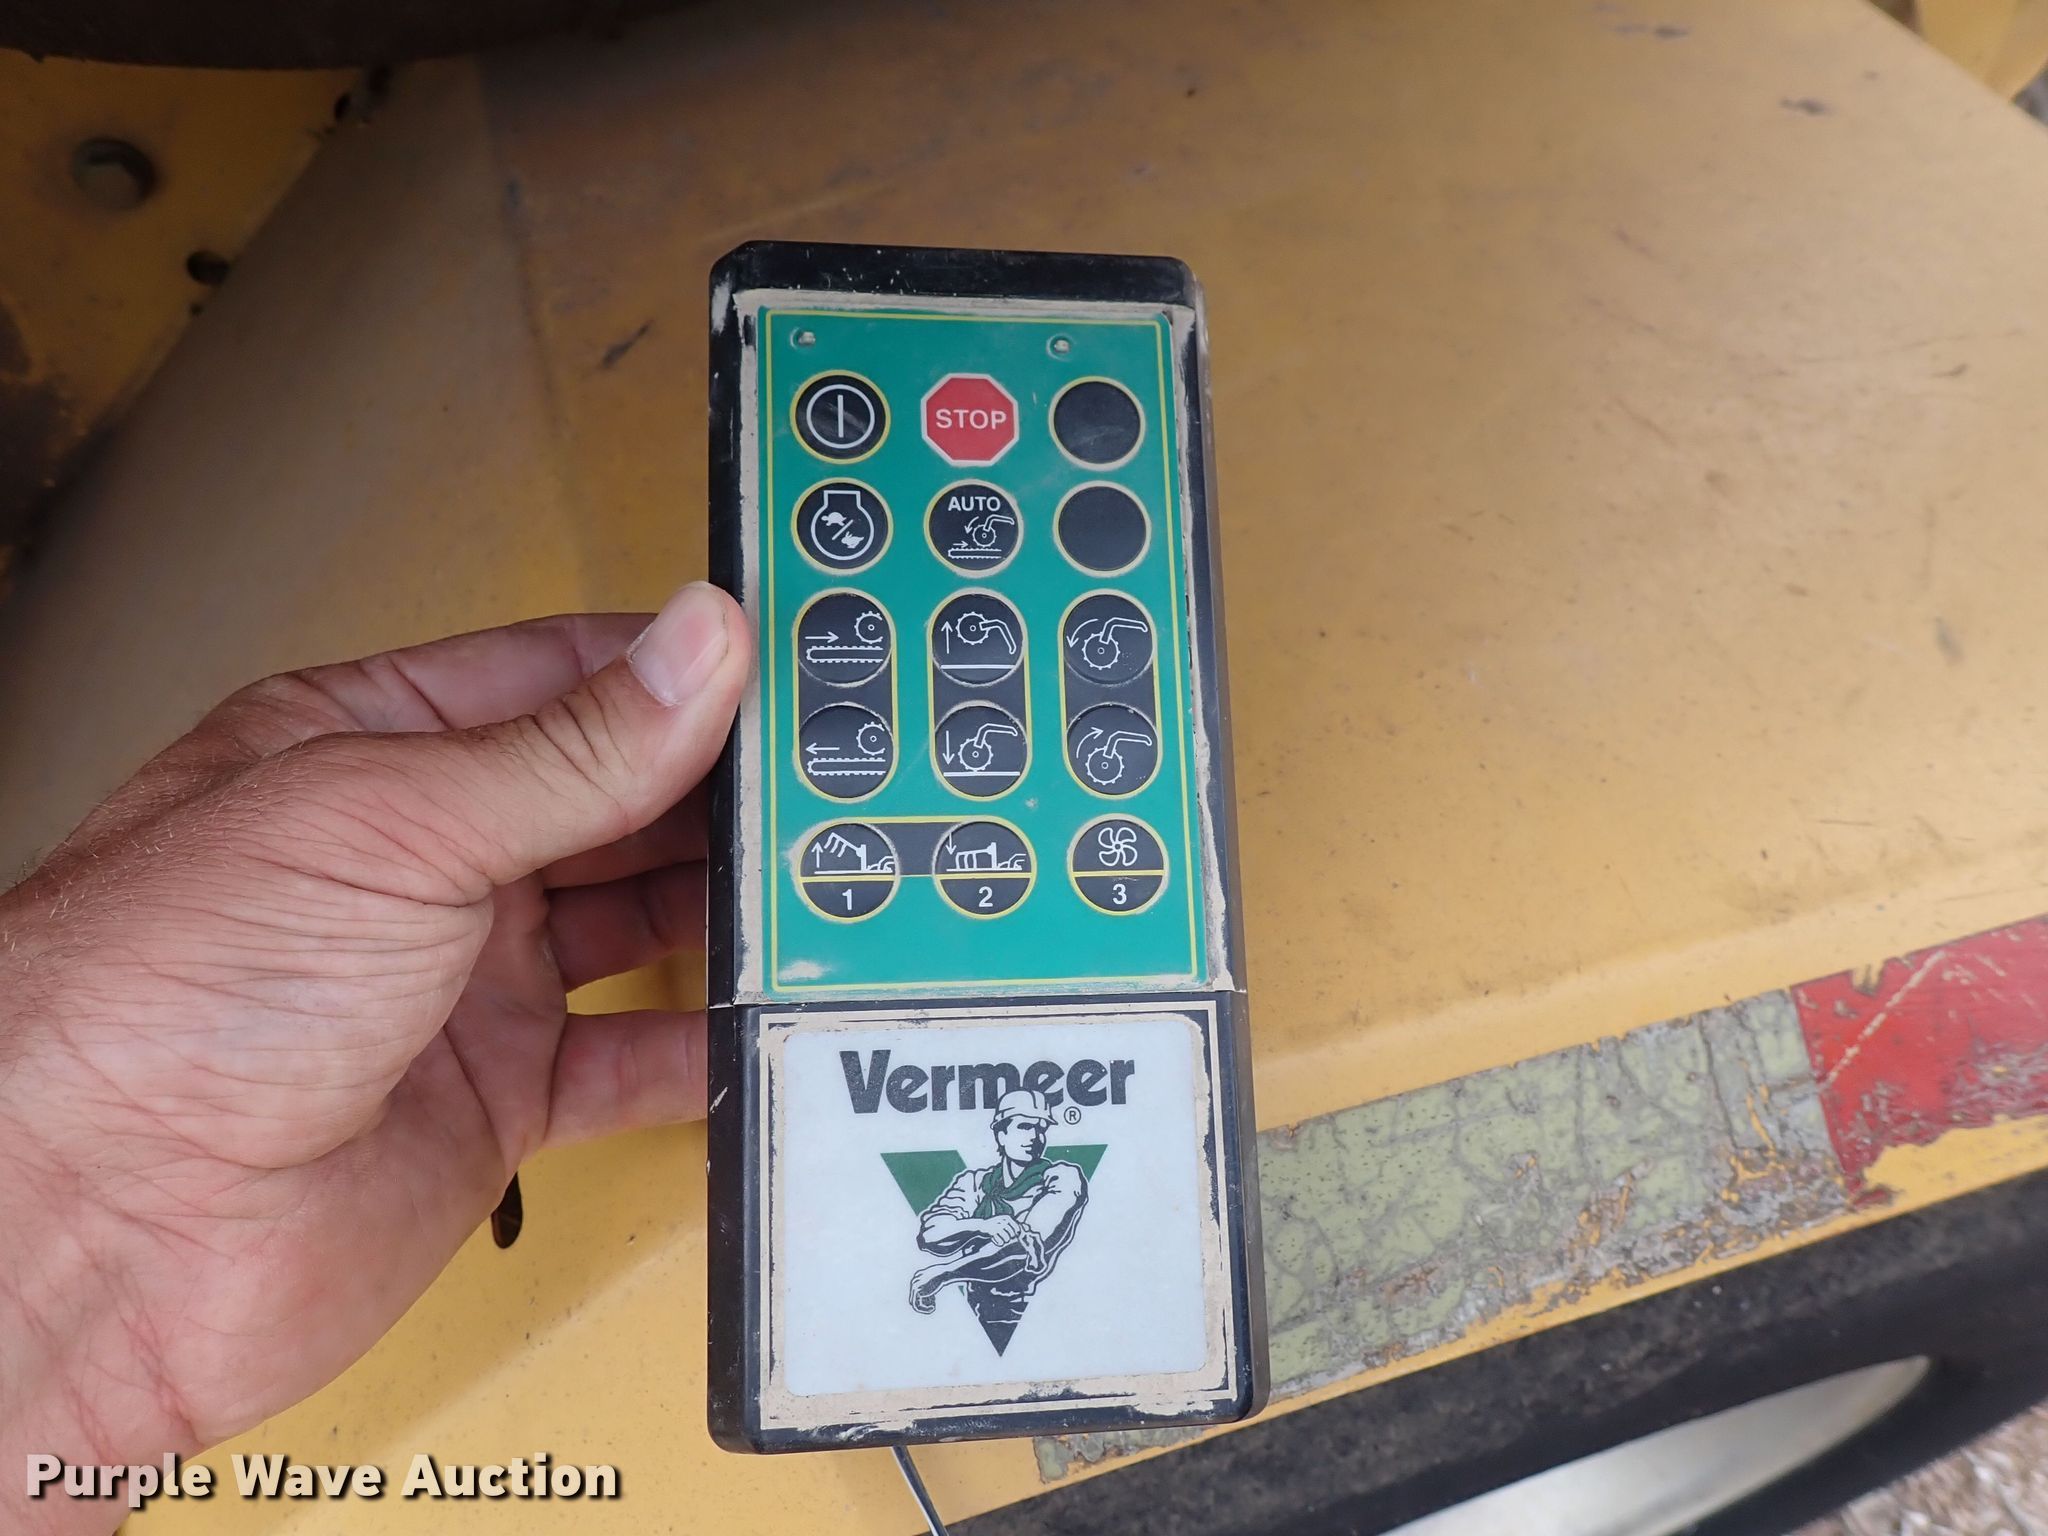 STOP
AUTO
1 2 3
Vermeer
®
Purple Wave Auction